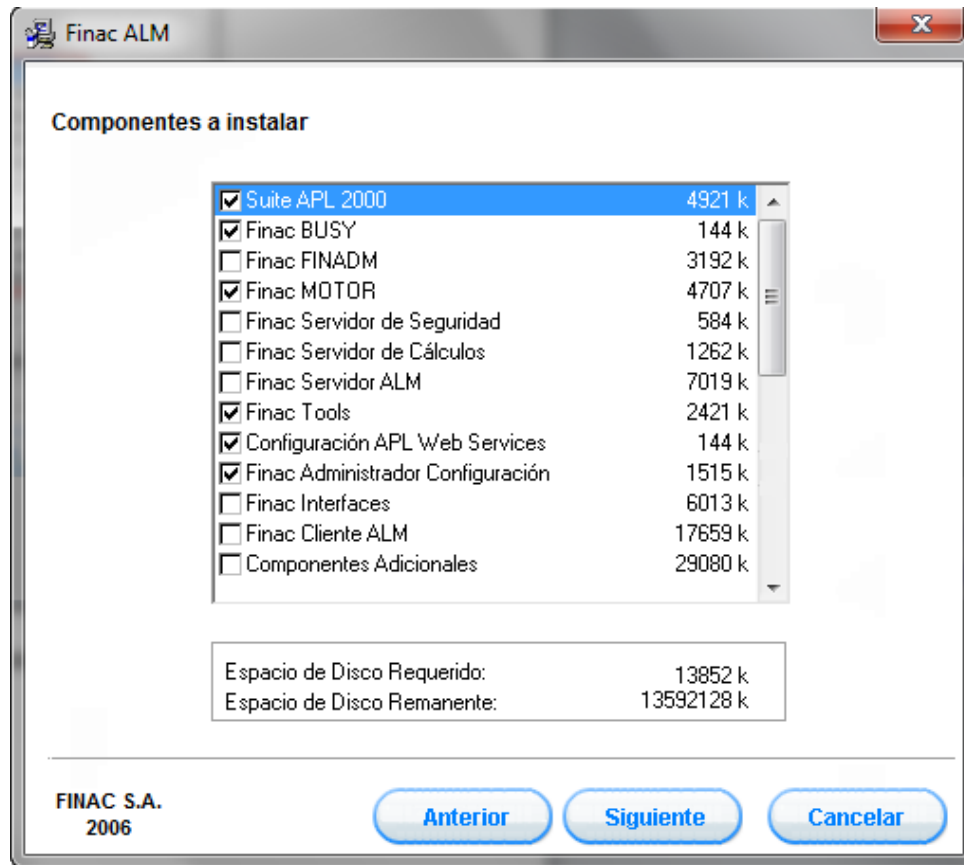 Finac ALM
Componentes a instalar
Suite APL 2000 4921 k
Finac BUSY 144 k
Finac FINADM 3192 k
Finac MOTOR 4707 k
Finac Servidor de Seguridad 584 k
Finac Servidor de Cálculos 1262 k
Finac Servidor ALM 7019 k
Finac Tools 2421 k
Configuración APL Web Services 144 k
Finac Administrador Configuración 1515 k
Finac Interfaces 6013 k
Finac Cliente ALM 17659 k
Componentes Adicionales 29080 k
Espacio de Disco Requerido: 13852 k
Espacio de Disco Remanente: 13592128 k
FINAC S.A.
2006
Anterior Siguiente Cancelar